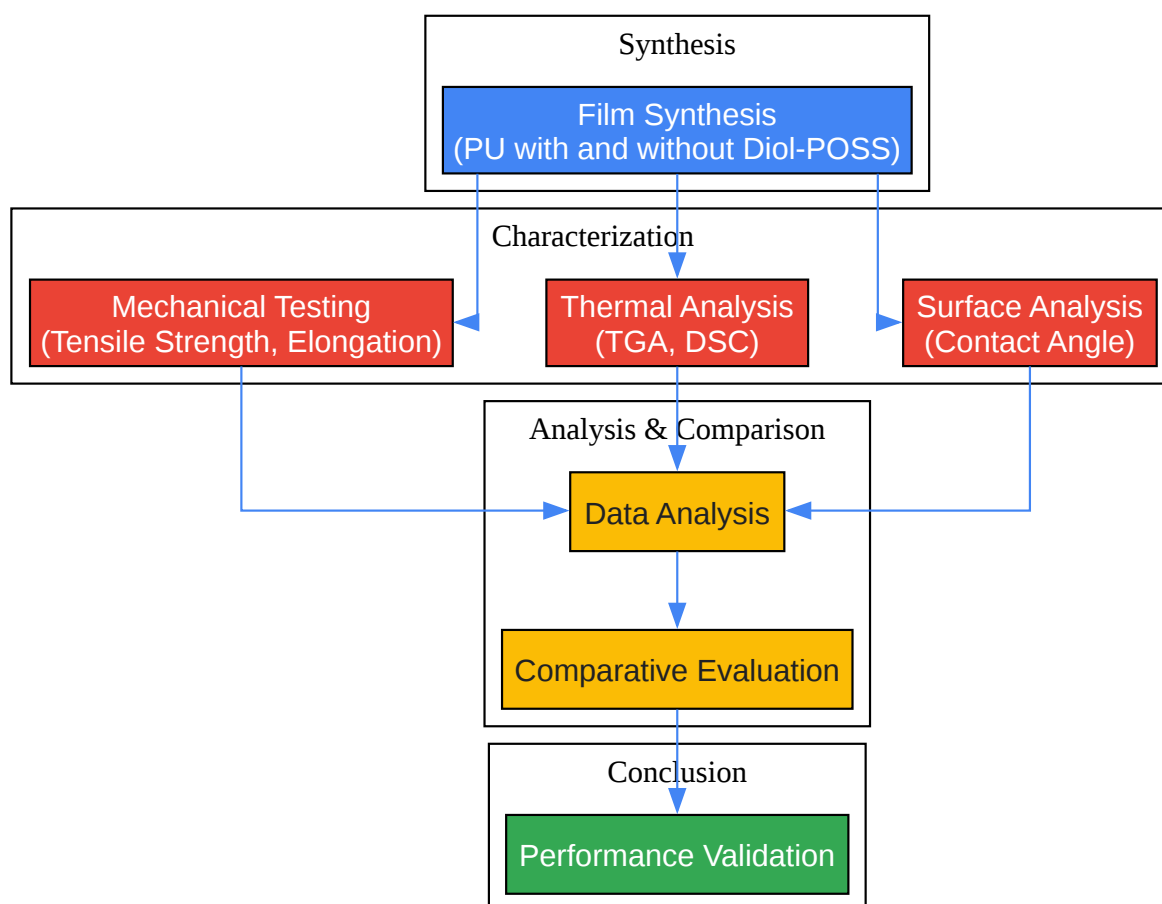 Synthesis
Film Synthesis
(PU with and without Diol-POSS)
Characterization
Mechanical Testing
(Tensile Strength, Elongation)
Thermal Analysis
(TGA, DSC)
Surface Analysis
(Contact Angle)
Analysis & Comparison
Data Analysis
Comparative Evaluation
Conclusion
Performance Validation